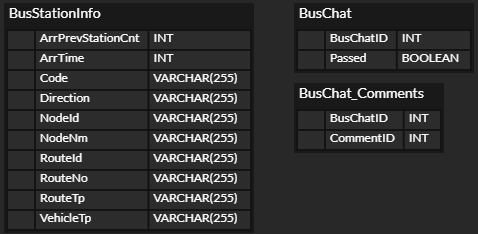 BusStationInfo
ArrPrevStationCnt INT
ArrTime INT
Code VARCHAR(255)
Direction VARCHAR(255)
NodeId VARCHAR(255)
NodeNm VARCHAR(255)
RouteId VARCHAR(255)
RouteNo VARCHAR(255)
RouteTp VARCHAR(255)
VehicleTp VARCHAR(255)
BusChat
BusChatID INT
Passed BOOLEAN
BusChat_Comments
BusChatID INT
CommentID INT